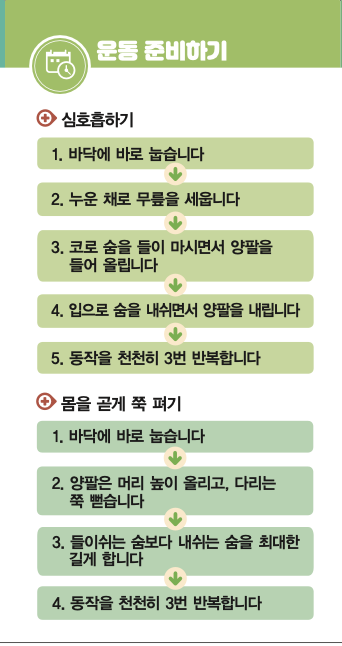 운동 준비하기
심호흡하기
1. 바닥에 바로 눕습니다
2. 누운 채로 무릎을 세웁니다
3. 코로 숨을 들이 마시면서 양팔을
들어 올립니다
4. 입으로 숨을 내쉬면서 양팔을 내립니다
5. 동작을 천천히 3번 반복합니다
몸을 곧게 쭉 펴기
1. 바닥에 바로 눕습니다
2. 양팔은 머리 높이 올리고, 다리는
쭉 뻗습니다
3. 들이쉬는 숨보다 내쉬는 숨을 최대한
길게 합니다
4. 동작을 천천히 3번 반복합니다